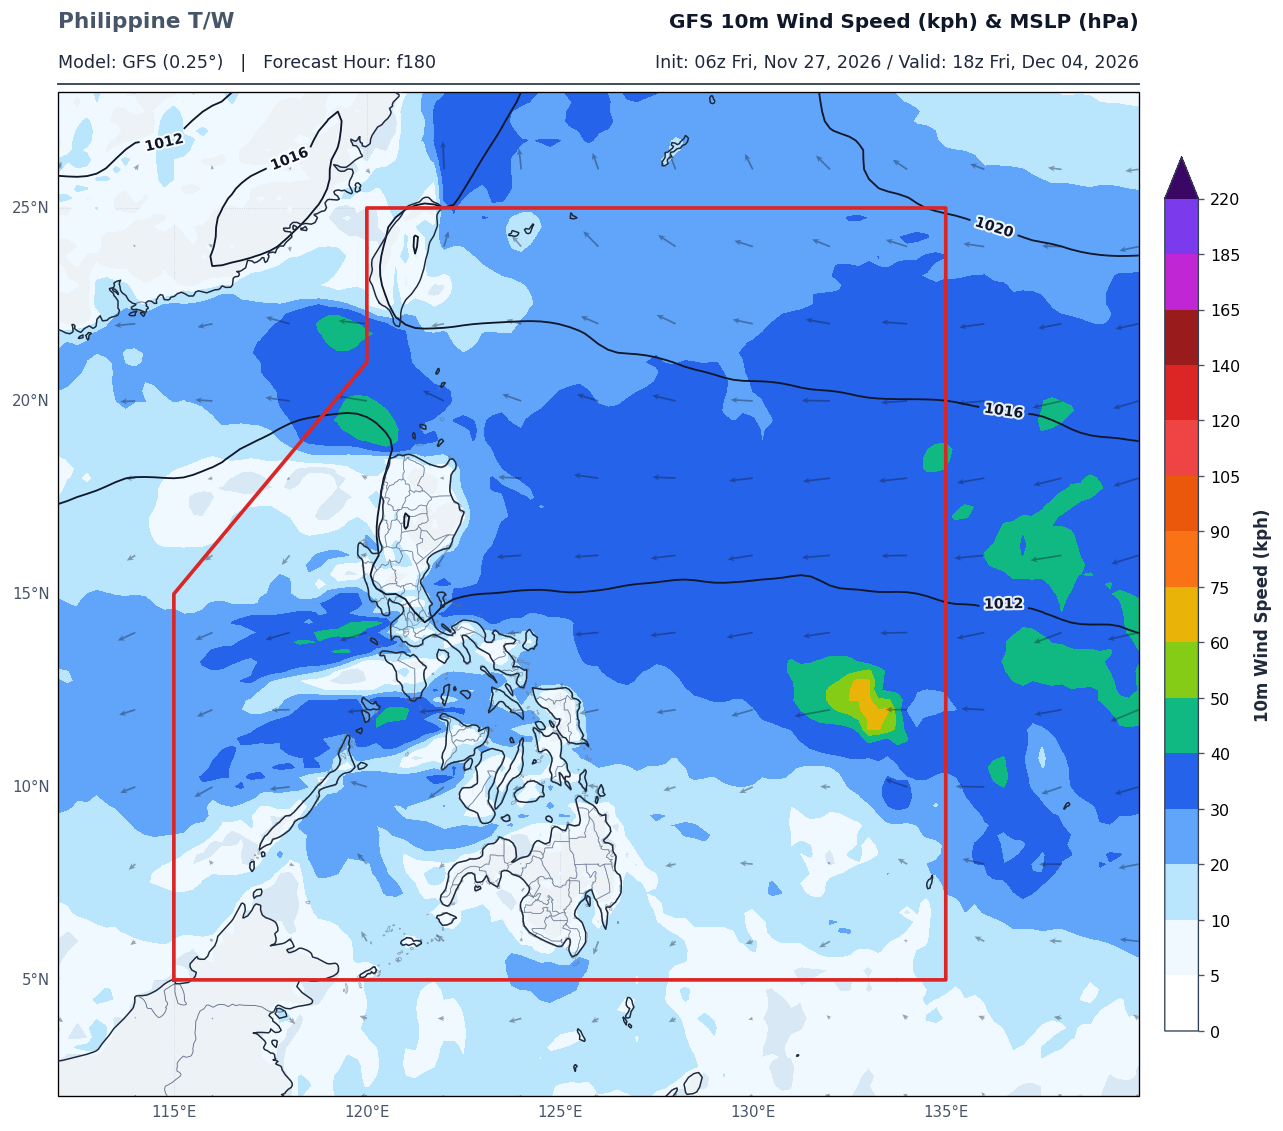 Philippine T/W
GFS 10m Wind Speed (kph) & MSLP (hPa)
Model: GFS (0.25°)   |   Forecast Hour: f180
Init: 06z Fri, Nov 27, 2026 / Valid: 18z Fri, Dec 04, 2026
1012
1016
1020
1016
1012
25°N
20°N
15°N
10°N
5°N
115°E
120°E
125°E
130°E
135°E
220
185
165
140
120
105
90
75
60
50
40
30
20
10
5
0
10m Wind Speed (kph)